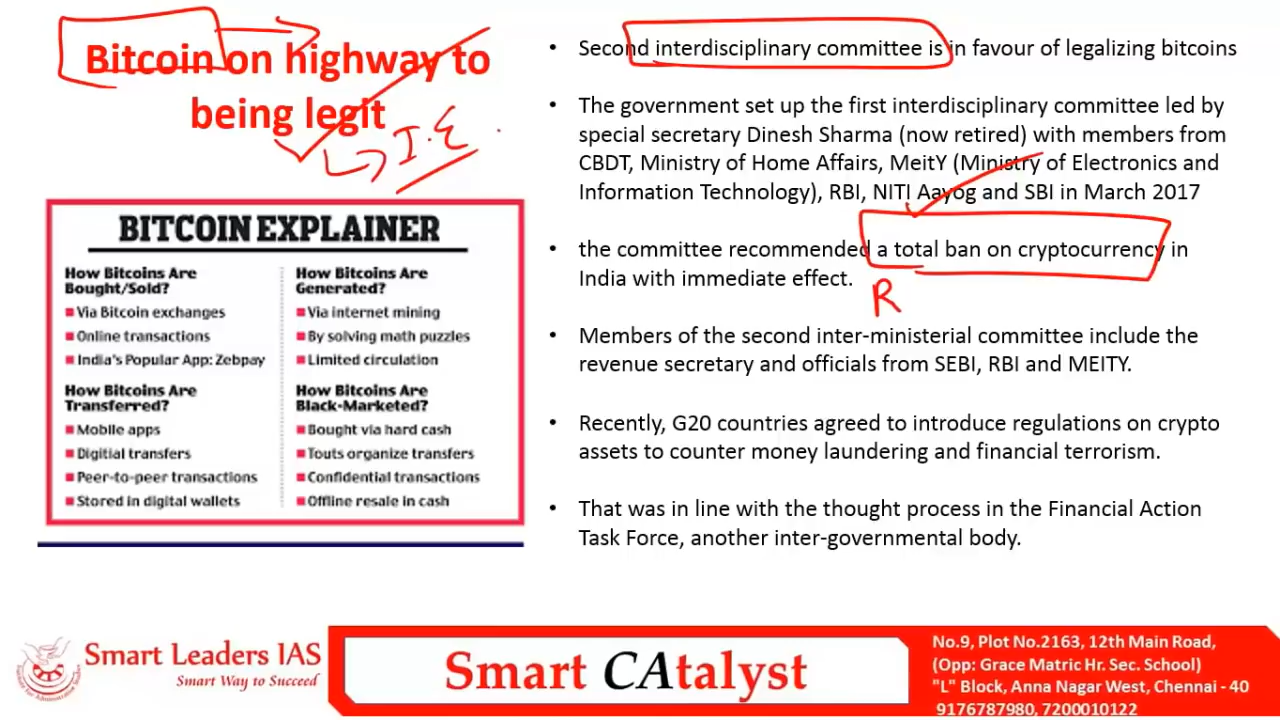 Bitcoin on highway to
being legit
I.E
BITCOIN EXPLAINER
How Bitcoins Are
Bought/Sold?
Via Bitcoin exchanges
Online transactions
India's Popular App: Zebpay
How Bitcoins Are
Generated?
Via internet mining
By solving math puzzles
Limited circulation
How Bitcoins Are
Transferred?
Mobile apps
Digitial transfers
Peer-to-peer transactions
Stored in digital wallets
How Bitcoins Are
Black-Marketed?
Bought via hard cash
Touts organize transfers
Confidential transactions
Offline resale in cash
• Second interdisciplinary committee is in favour of legalizing bitcoins
• The government set up the first interdisciplinary committee led by
special secretary Dinesh Sharma (now retired) with members from
CBDT, Ministry of Home Affairs, MeitY (Ministry of Electronics and
Information Technology), RBI, NITI Aayog and SBI in March 2017
• the committee recommended a total ban on cryptocurrency in
India with immediate effect.
R
• Members of the second inter-ministerial committee include the
revenue secretary and officials from SEBI, RBI and MEITY.
• Recently, G20 countries agreed to introduce regulations on crypto
assets to counter money laundering and financial terrorism.
• That was in line with the thought process in the Financial Action
Task Force, another inter-governmental body.
Smart Leaders IAS
Smart Way to Succeed
Smart CAtalyst
No.9, Plot No.2163, 12th Main Road,
(Opp: Grace Matric Hr. Sec. School)
"L" Block, Anna Nagar West, Chennai - 40
9176787980, 7200010122